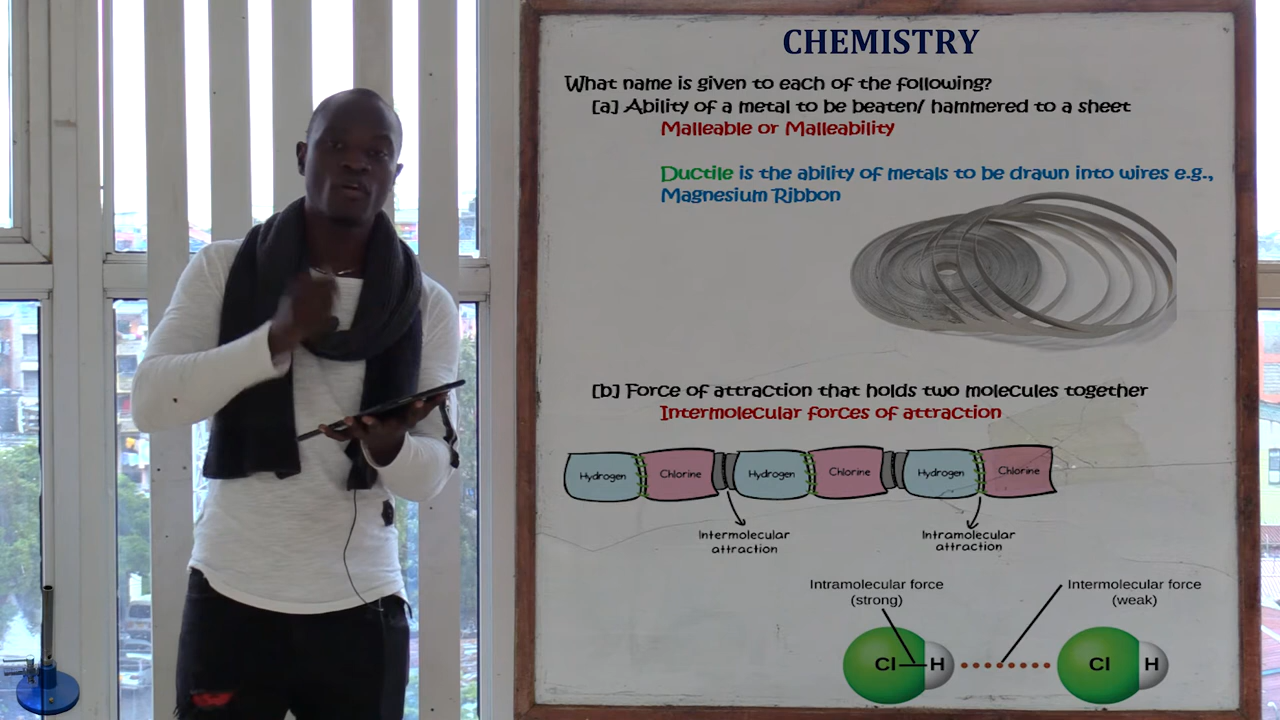 CHEMISTRY
What name is given to each of the following?
[a] Ability of a metal to be beaten/ hammered to a sheet
Malleable or Malleability
Ductile is the ability of metals to be drawn into wires e.g.,
Magnesium Ribbon
[b] Force of attraction that holds two molecules together
Intermolecular forces of attraction
Hydrogen Chlorine Hydrogen Chlorine Hydrogen Chlorine
Intermolecular
attraction
Intramolecular
attraction
Intramolecular force
(strong)
Intermolecular force
(weak)
Cl H Cl H